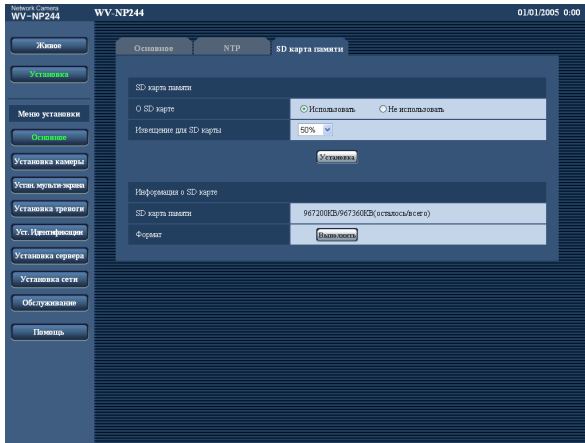 Network Camera
WV-NP244
WV-NP244
01/01/2005 0:00
Живое
Установка
Меню установки
Основное
Установка камеры
Устан. мульти-экрана
Установка тревоги
Уст. Идентификации
Установка сервера
Установка сети
Обслуживание
Помощь
Основное
NTP
SD карта памяти
SD карта памяти
О SD карте
Использовать
Не использовать
Извещение для SD карты
50%
Установка
Информация о SD карте
SD карта памяти
967200KB/967360KB(осталось/всего)
Формат
Выполнить